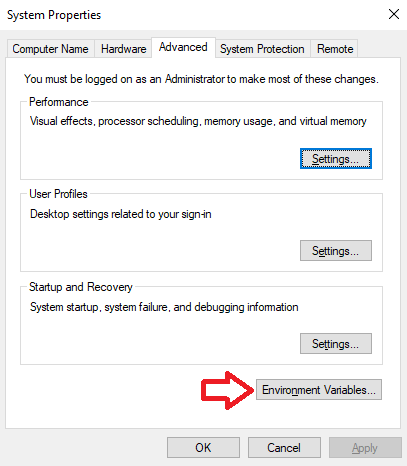 System Properties
Computer Name Hardware Advanced System Protection Remote
You must be logged on as an Administrator to make most of these changes.
Performance
Visual effects, processor scheduling, memory usage, and virtual memory
Settings...
User Profiles
Desktop settings related to your sign-in
Settings...
Startup and Recovery
System startup, system failure, and debugging information
Settings...
Environment Variables...
OK Cancel Apply